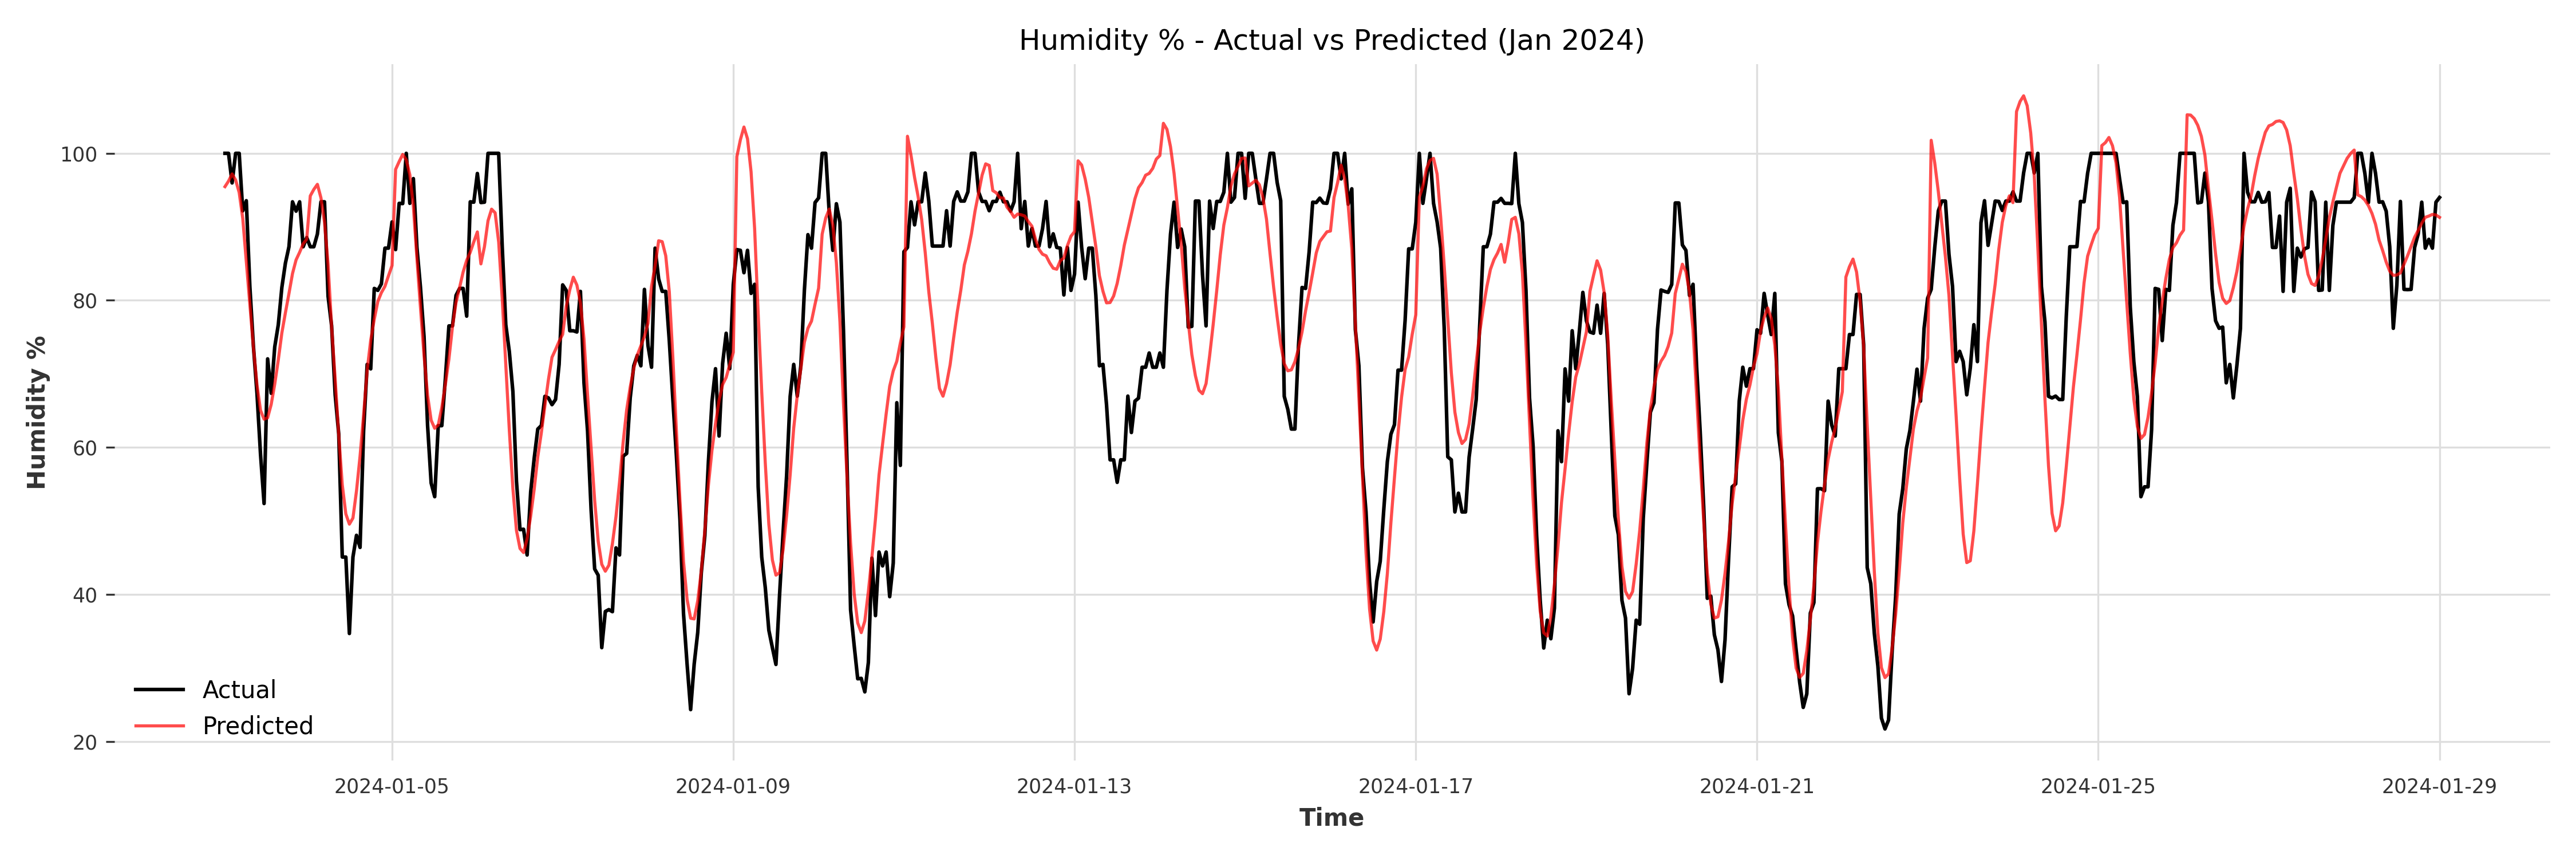 Humidity % - Actual vs Predicted (Jan 2024)
Humidity %
100
80
60
40
20
Actual
Predicted
2024-01-05
2024-01-09
2024-01-13
2024-01-17
2024-01-21
2024-01-25
2024-01-29
Time